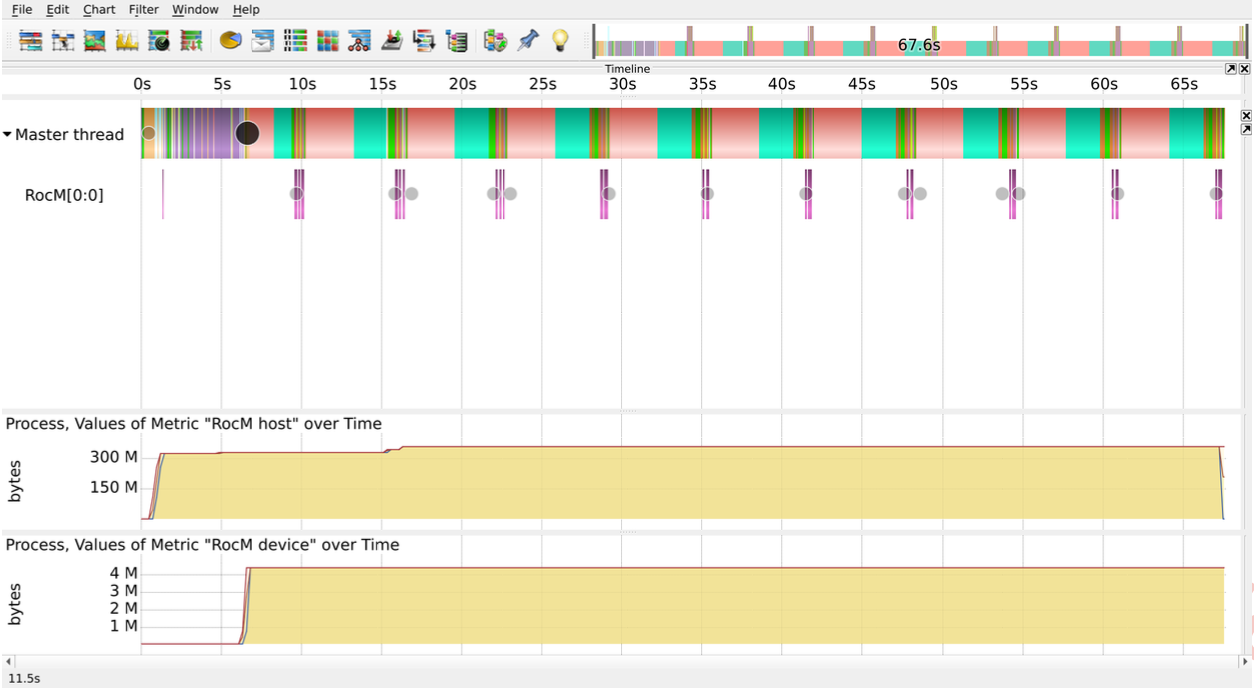 File Edit Chart Filter Window Help
67.6s
Timeline
0s 5s 10s 15s 20s 25s 30s 35s 40s 45s 50s 55s 60s 65s
Master thread
RocM[0:0]
Process, Values of Metric "RocM host" over Time
300 M
150 M
bytes
Process, Values of Metric "RocM device" over Time
4 M
3 M
2 M
1 M
bytes
11.5s